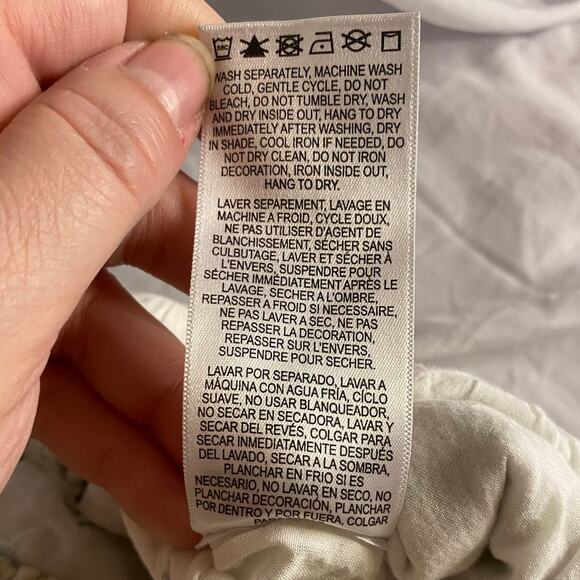 WASH SEPARATELY, MACHINE WASH
COLD, GENTLE CYCLE, DO NOT
BLEACH, DO NOT TUMBLE DRY, WASH
AND DRY INSIDE OUT, HANG TO DRY
IMMEDIATELY AFTER WASHING, DRY
IN SHADE, COOL IRON IF NEEDED, DO
NOT DRY CLEAN, DO NOT IRON
DECORATION, IRON INSIDE OUT,
HANG TO DRY.
LAVER SEPAREMENT, LAVAGE EN
MACHINE A FROID, CYCLE DOUX,
NE PAS UTILISER D'AGENT DE
BLANCHISSEMENT, SÉCHER SANS
CULBUTAGE, LAVER ET SÉCHER À
L'ENVERS, SUSPENDRE POUR
SÉCHER IMMÉDIATEMENT APRÈS LE
LAVAGE, SECHER A L'OMBRE,
REPASSER A FROID SI NECESSAIRE,
NE PAS LAVER A SEC, NE PAS
REPASSER LA DECORATION,
REPASSER SUR L'ENVERS,
SUSPENDRE POUR SECHER.
LAVAR POR SEPARADO, LAVAR A
MÁQUINA CON AGUA FRÍA, CÍCLO
SUAVE, NO USAR BLANQUEADOR,
NO SECAR EN SECADORA, LAVAR Y
SECAR DEL REVÉS, COLGAR PARA
SECAR INMEDIATAMENTE DESPUÉS
DEL LAVADO, SECAR A LA SOMBRA,
PLANCHAR EN FRIO SI ES
NECESARIO, NO LAVAR EN SECO, NO
PLANCHAR DECORACIÓN, PLANCHAR
POR DENTRO Y POR FUERA, COLGAR